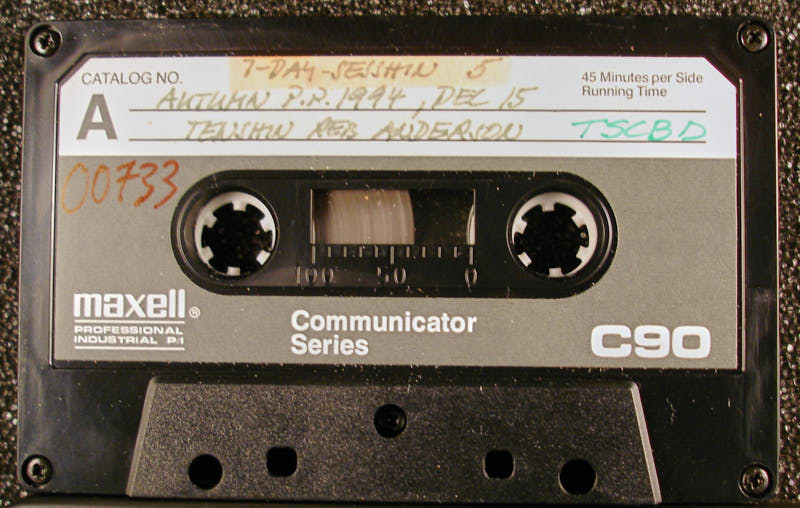 7-DAY-SESSHIN 5
CATALOG NO.
45 Minutes per Side
Running Time
A
AUTUMN P.P. 1994, DEC 15
TENSHIN REB ANDERSON TSCBD
00733
100 50 0
maxell®
PROFESSIONAL
INDUSTRIAL P/I
Communicator
Series
C90